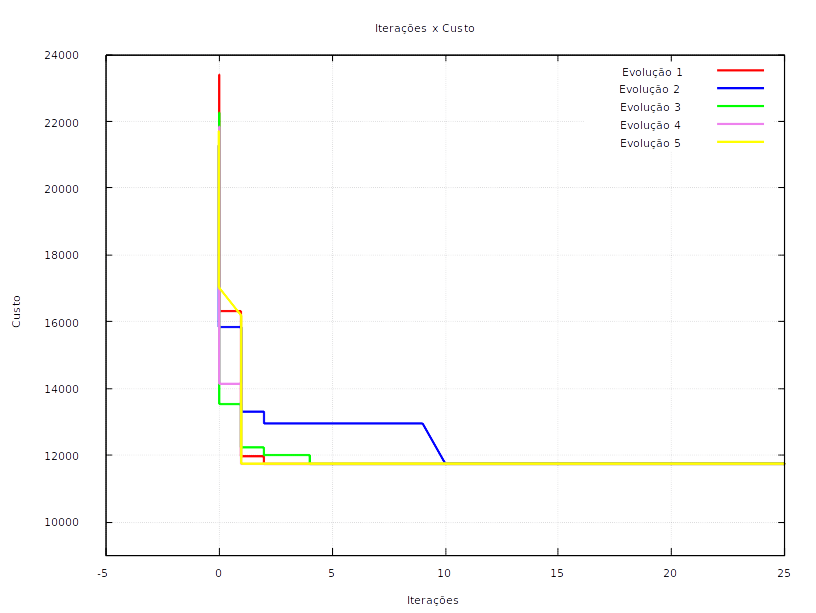 Iterações x Custo
24000
22000
20000
18000
16000
14000
12000
10000
Custo
Evolução 1
Evolução 2
Evolução 3
Evolução 4
Evolução 5
-5 0 5 10 15 20 25
Iterações